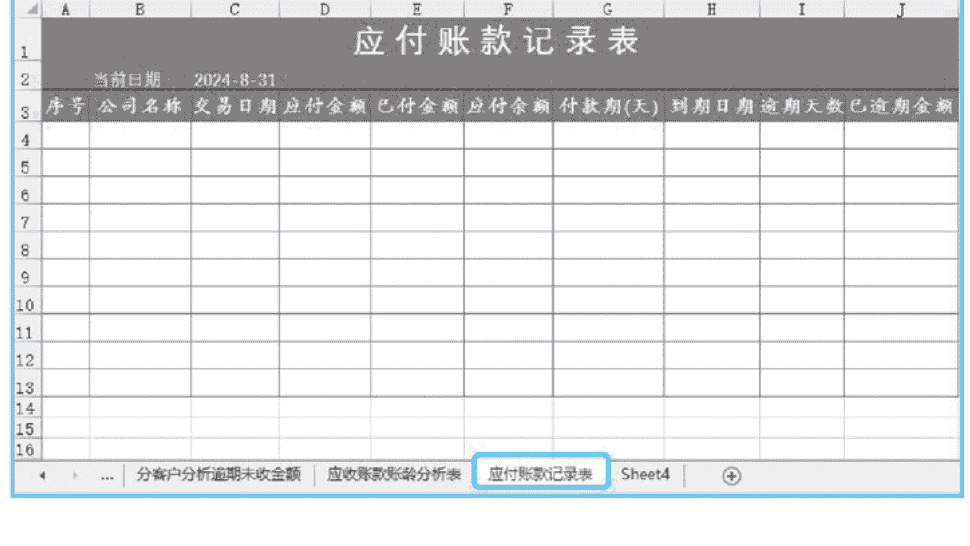 A B C D E F G H I J
1 应付账款记录表
2 当前日期 2024-8-31
3 序号 公司名称 交易日期 应付金额 已付金额 应付余额 付款期(天) 到期日期 逾期天数 已逾期金额
4
5
6
7
8
9
10
11
12
13
14
15
16
... 分客户分析逾期未收金额 应收账款账龄分析表 应付账款记录表 Sheet4